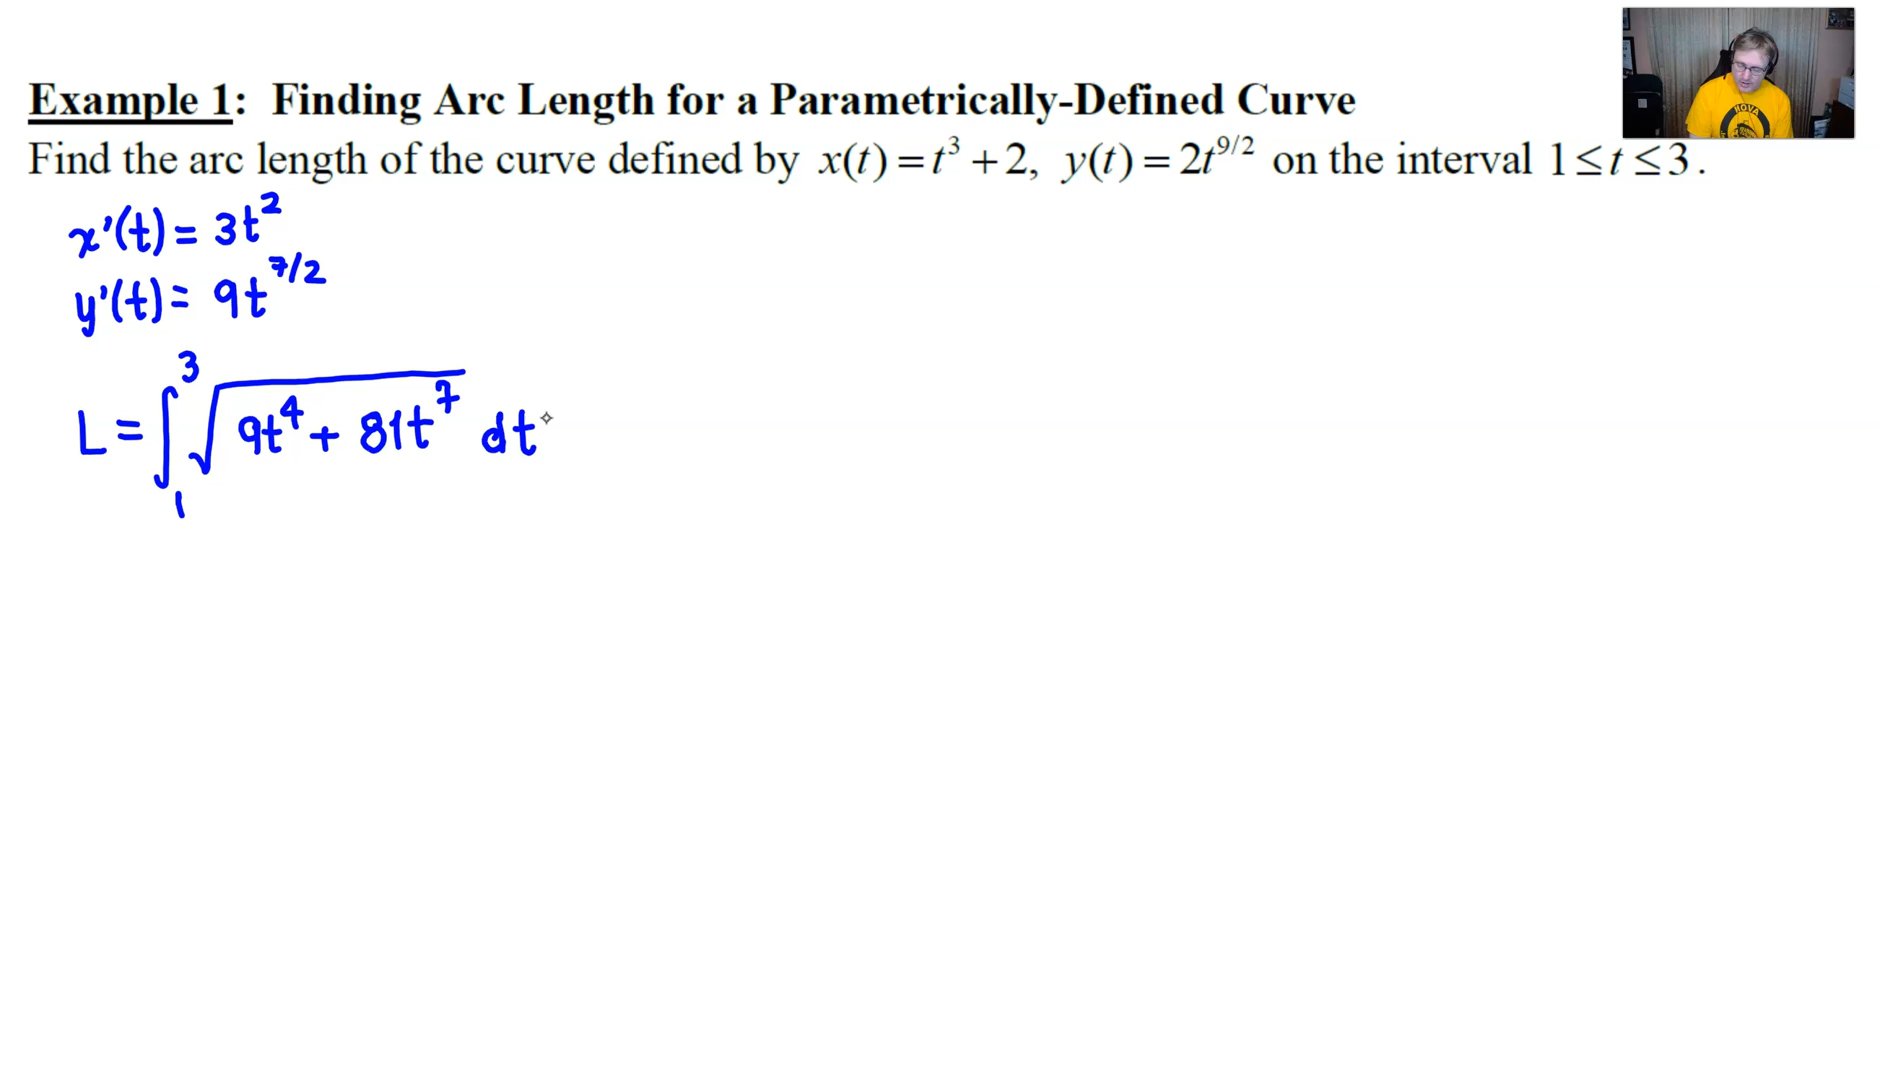 Example 1: Finding Arc Length for a Parametrically-Defined Curve
Find the arc length of the curve defined by x(t) = t³ + 2, y(t) = 2t^(9/2) on the interval 1 ≤ t ≤ 3.
x'(t) = 3t²
y'(t) = 9t^(7/2)
L = ∫₁³ √(9t⁴ + 81t⁷) dt
NOVA